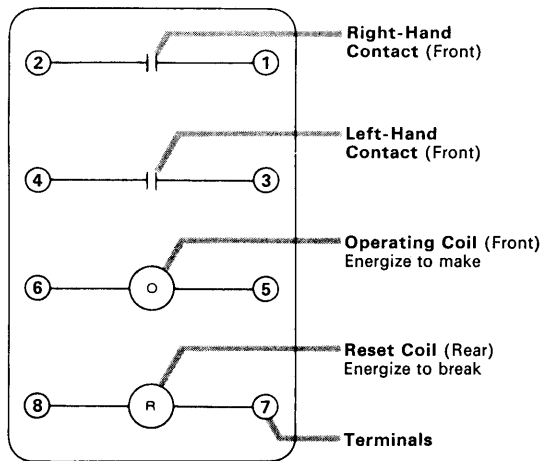 Right-Hand
Contact (Front)
2 1
Left-Hand
Contact (Front)
4 3
Operating Coil (Front)
Energize to make
6 O 5
Reset Coil (Rear)
Energize to break
8 R 7
Terminals